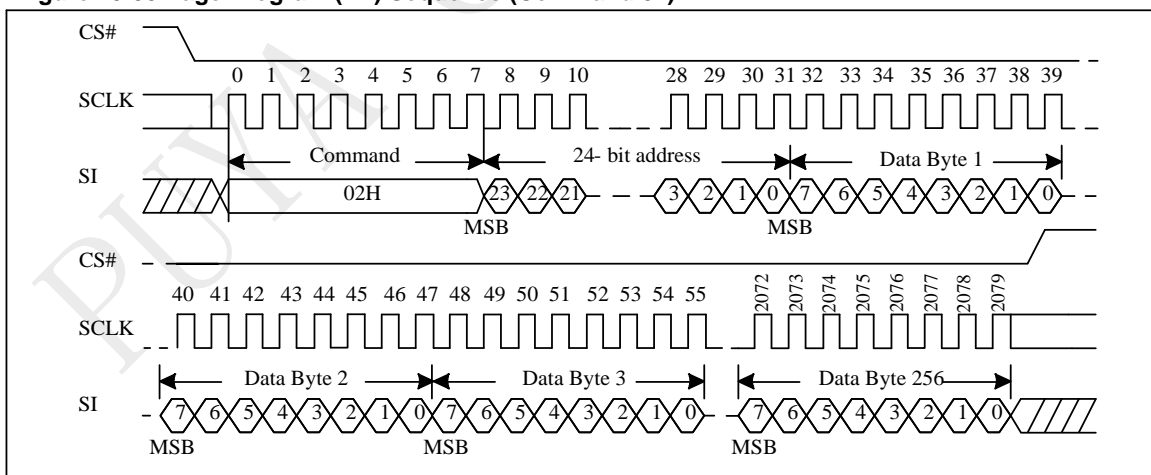 CS#
0 1 2 3 4 5 6 7 8 9 10 28 29 30 31 32 33 34 35 36 37 38 39
SCLK
Command 24- bit address Data Byte 1
SI
02H 23 22 21 3 2 1 0 7 6 5 4 3 2 1 0
MSB MSB
CS#
40 41 42 43 44 45 46 47 48 49 50 51 52 53 54 55 2072 2073 2074 2075 2076 2077 2078 2079
SCLK
Data Byte 2 Data Byte 3 Data Byte 256
SI
7 6 5 4 3 2 1 0 7 6 5 4 3 2 1 0 7 6 5 4 3 2 1 0
MSB MSB MSB
PUYA